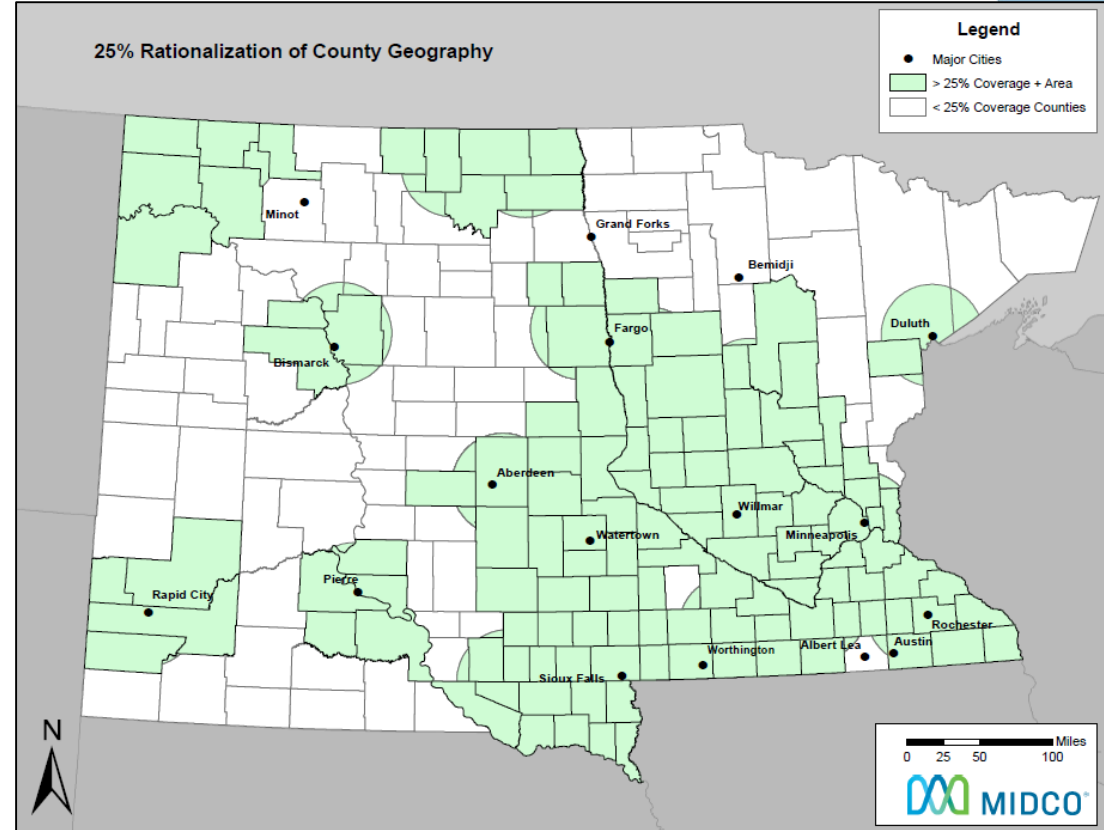 25% Rationalization of County Geography
Legend
Major Cities
> 25% Coverage + Area
< 25% Coverage Counties
Minot
Grand Forks
Bemidji
Duluth
Fargo
Bismarck
Aberdeen
Willmar
Minneapolis
Watertown
Pierre
Rapid City
Rochester
Albert Lea
Austin
Worthington
Sioux Falls
N
Miles
0 25 50 100
MIDCO®